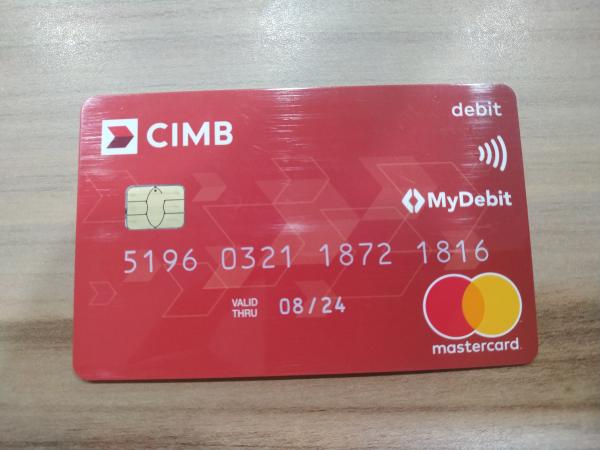 CIMB
debit
MyDebit
5196 0321 1872 1816
VALID
THRU 08/24
mastercard